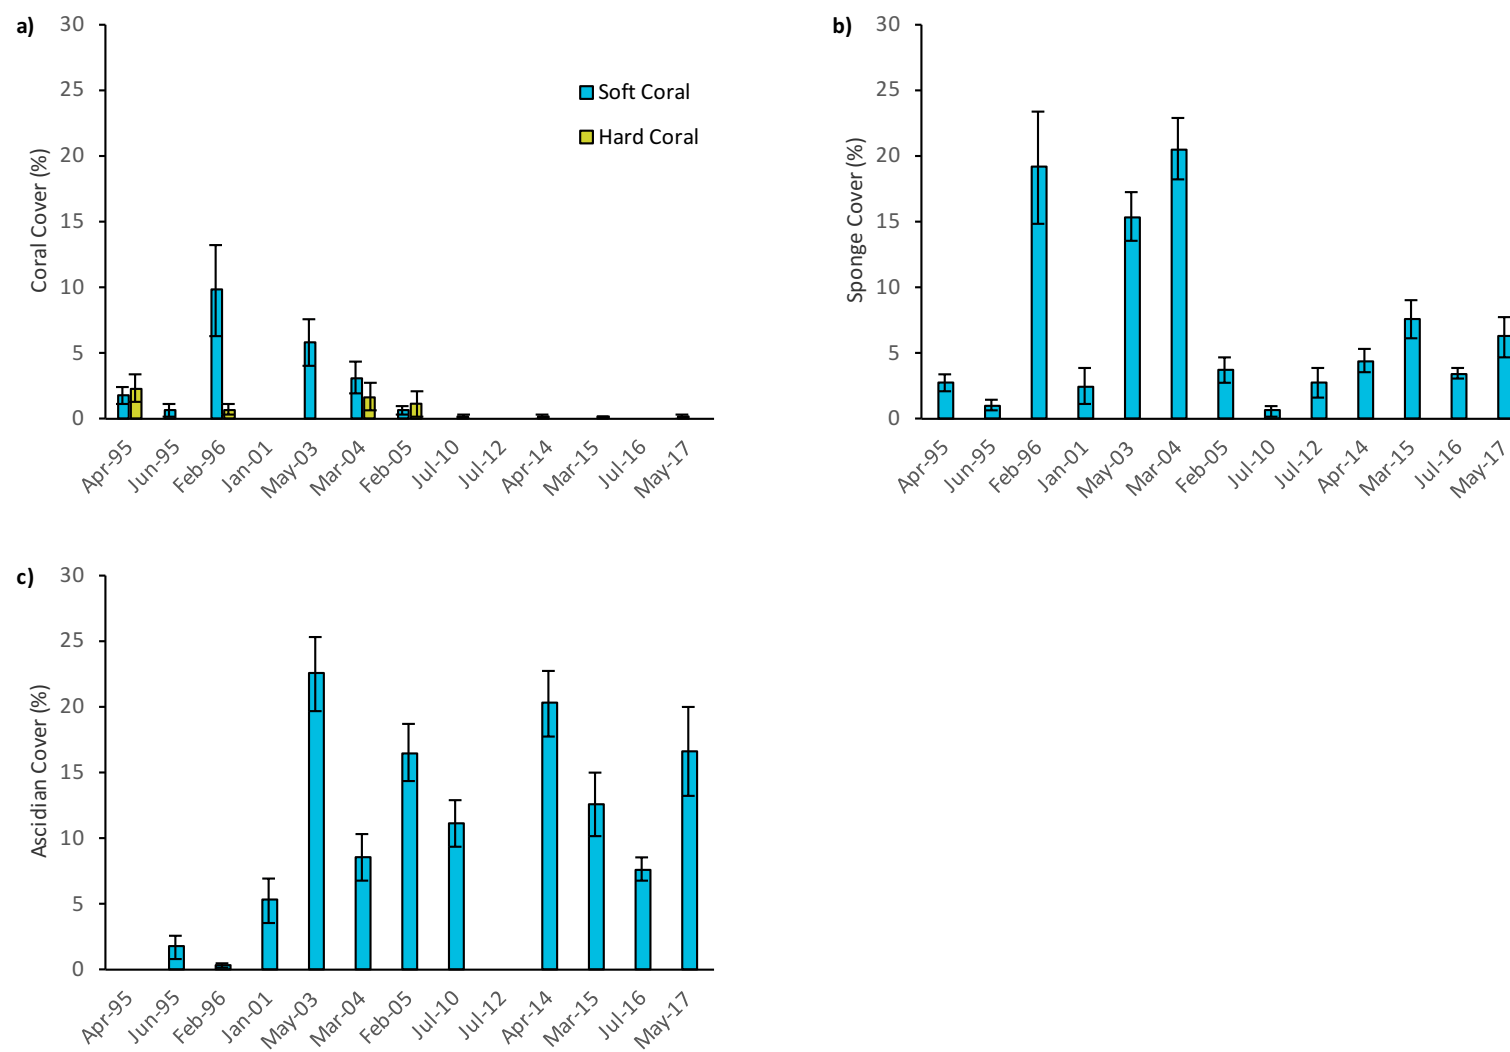 a)
30
25
20
15
10
5
0
Coral Cover (%)
Soft Coral
Hard Coral
Apr-95
Jun-95
Feb-96
Jan-01
May-03
Mar-04
Feb-05
Jul-10
Jul-12
Apr-14
Mar-15
Jul-16
May-17
b)
30
25
20
15
10
5
0
Sponge Cover (%)
Apr-95
Jun-95
Feb-96
Jan-01
May-03
Mar-04
Feb-05
Jul-10
Jul-12
Apr-14
Mar-15
Jul-16
May-17
c)
30
25
20
15
10
5
0
Ascidian Cover (%)
Apr-95
Jun-95
Feb-96
Jan-01
May-03
Mar-04
Feb-05
Jul-10
Jul-12
Apr-14
Mar-15
Jul-16
May-17